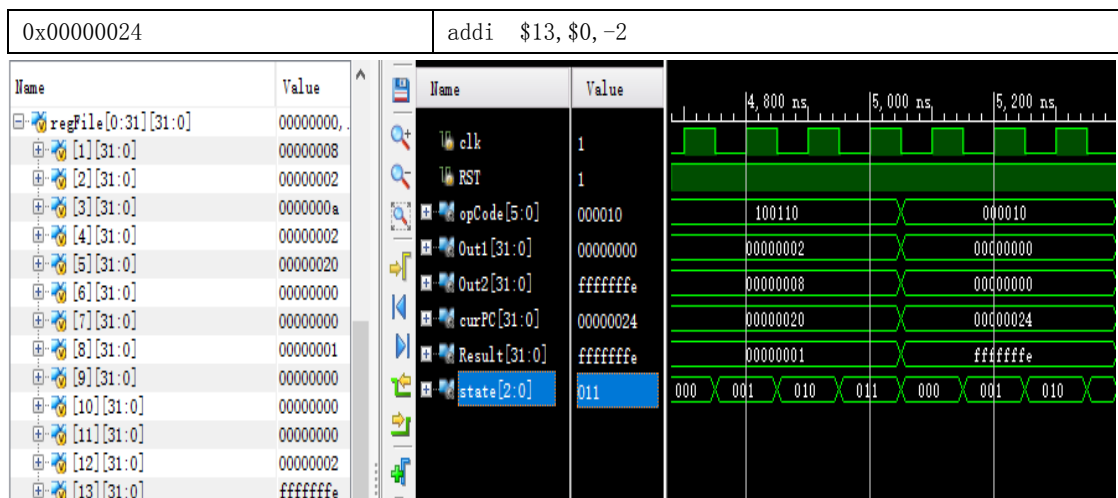 0x00000024 addi $13,$0,-2
Name Value
regFile[0:31][31:0] 00000000,.
[1][31:0] 00000008
[2][31:0] 00000002
[3][31:0] 0000000a
[4][31:0] 00000002
[5][31:0] 00000020
[6][31:0] 00000000
[7][31:0] 00000000
[8][31:0] 00000001
[9][31:0] 00000000
[10][31:0] 00000000
[11][31:0] 00000000
[12][31:0] 00000002
[13][31:0] fffffffe
Name Value
4,800 ns 5,000 ns 5,200 ns
clk 1
RST 1
opCode[5:0] 000010 100110 000010
Out1[31:0] 00000000 00000002 00000000
Out2[31:0] fffffffe 00000008 00000000
curPC[31:0] 00000024 00000020 00000024
Result[31:0] fffffffe 00000001 fffffffe
state[2:0] 011 000 001 010 011 000 001 010